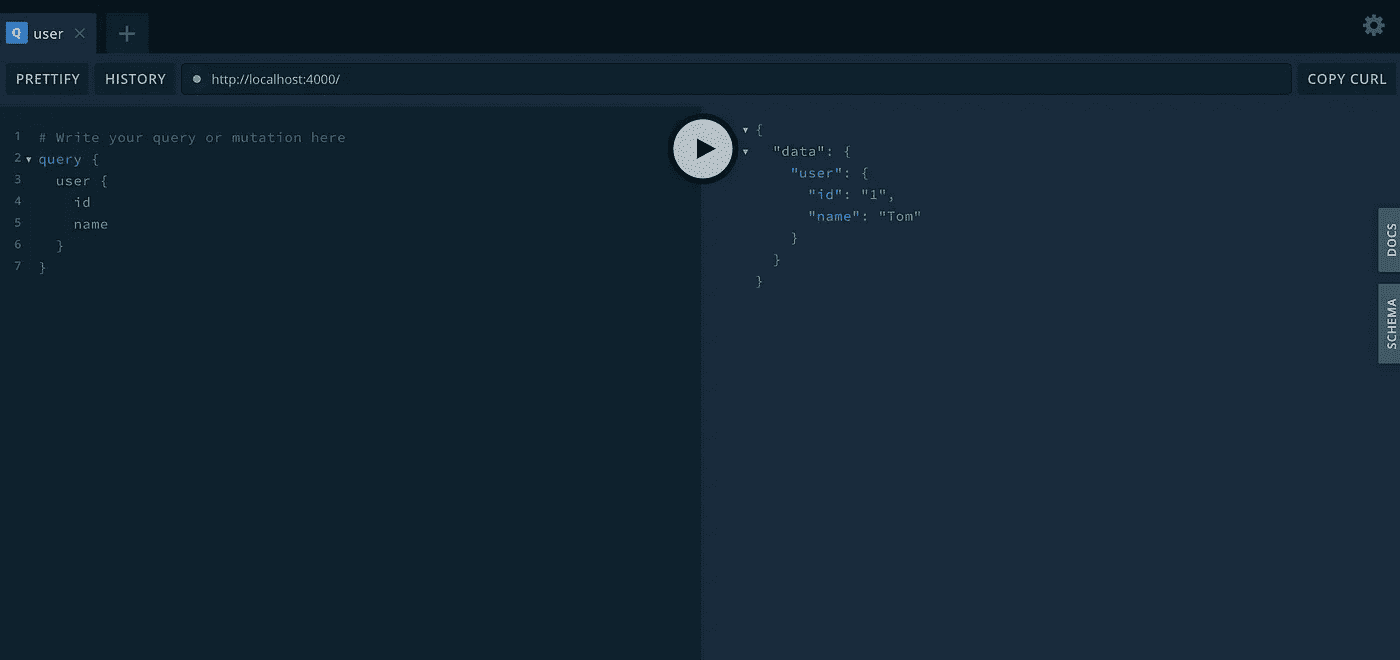 Q user
PRETTIFY HISTORY http://localhost:4000/ COPY CURL
1 # Write your query or mutation here
2 query {
3 user {
4 id
5 name
6 }
7 }
{
"data": {
"user": {
"id": "1",
"name": "Tom"
}
}
}
DOCS
SCHEMA